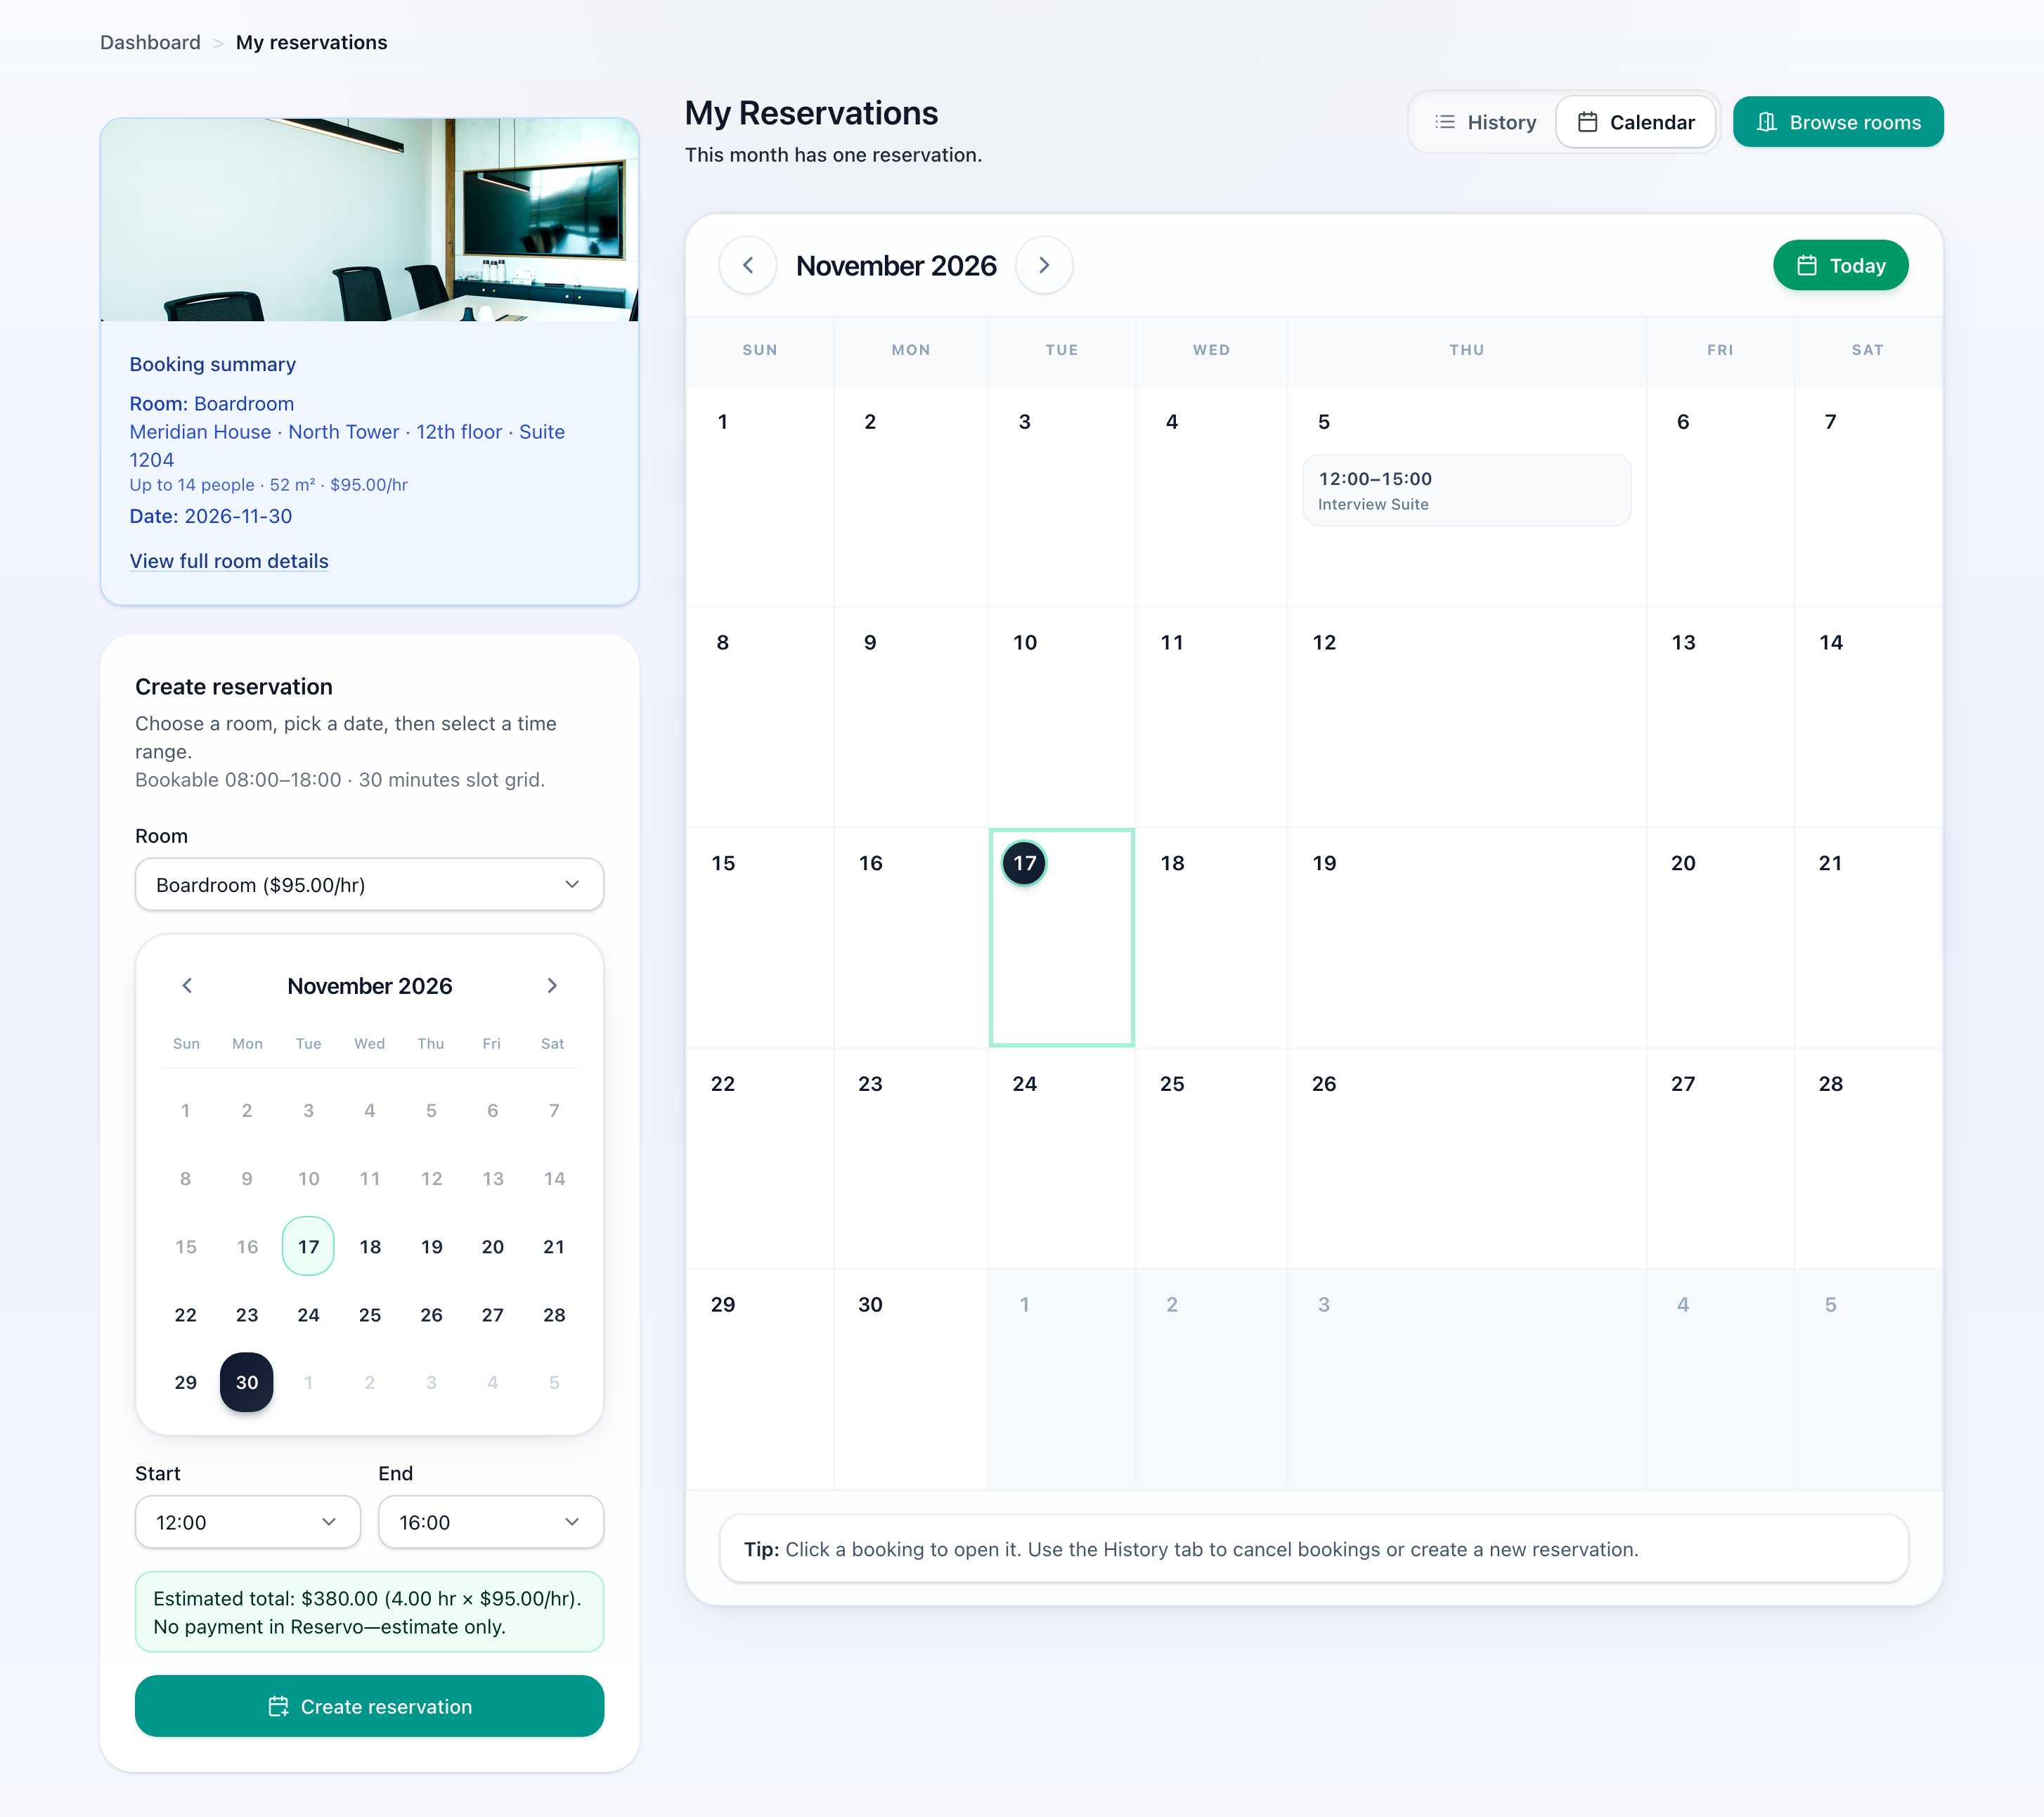 Dashboard > My reservations
Booking summary
Room: Boardroom
Meridian House · North Tower · 12th floor · Suite
1204
Up to 14 people · 52 m² · $95.00/hr
Date: 2026-11-30
View full room details
Create reservation
Choose a room, pick a date, then select a time
range.
Bookable 08:00–18:00 · 30 minutes slot grid.
Room
Boardroom ($95.00/hr)
November 2026
Sun Mon Tue Wed Thu Fri Sat
1 2 3 4 5 6 7
8 9 10 11 12 13 14
15 16 17 18 19 20 21
22 23 24 25 26 27 28
29 30 1 2 3 4 5
Start End
12:00 16:00
Estimated total: $380.00 (4.00 hr × $95.00/hr).
No payment in Reservo—estimate only.
Create reservation
My Reservations
This month has one reservation.
History Calendar Browse rooms
November 2026 Today
SUN MON TUE WED THU FRI SAT
1 2 3 4 5 6 7
12:00–15:00
Interview Suite
8 9 10 11 12 13 14
15 16 17 18 19 20 21
22 23 24 25 26 27 28
29 30 1 2 3 4 5
Tip: Click a booking to open it. Use the History tab to cancel bookings or create a new reservation.